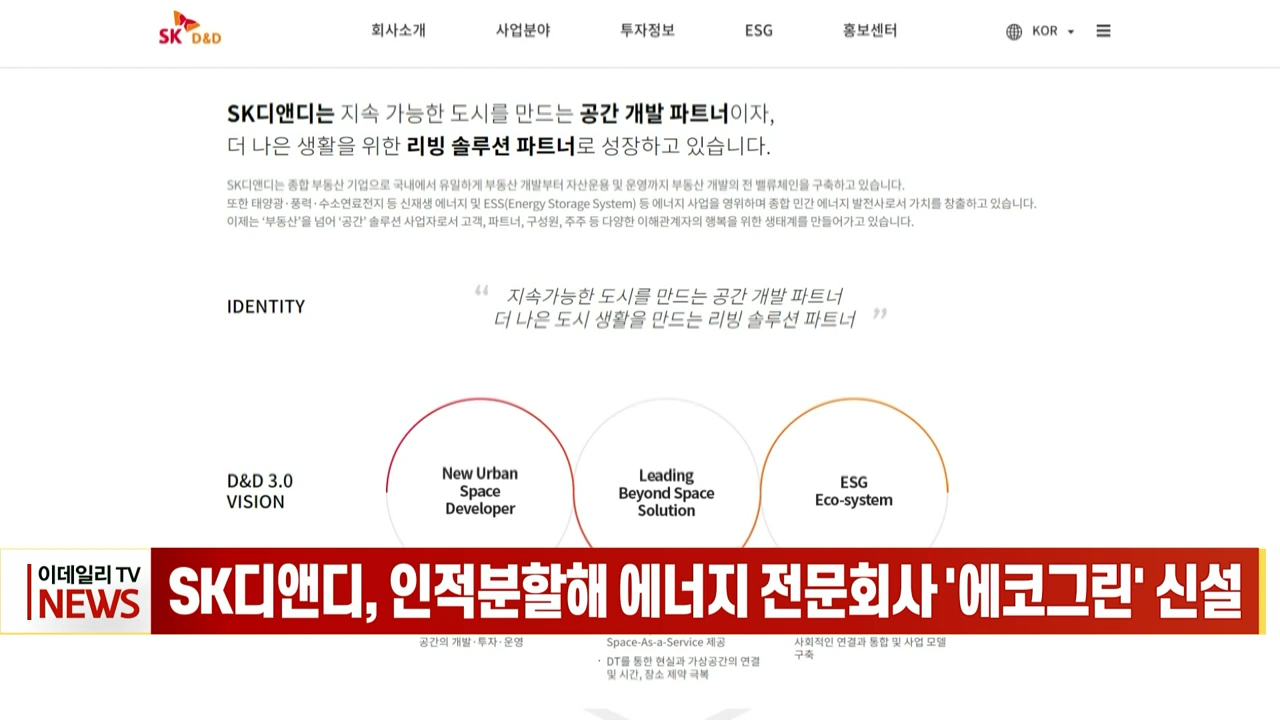 SK D&D
회사소개 사업분야 투자정보 ESG 홍보센터 KOR
SK디앤디는 지속 가능한 도시를 만드는 공간 개발 파트너이자,
더 나은 생활을 위한 리빙 솔루션 파트너로 성장하고 있습니다.
SK디앤디는 종합 부동산 기업으로 국내에서 유일하게 부동산 개발부터 자산운용 및 운영까지 부동산 개발의 전 밸류체인을 구축하고 있습니다.
또한 태양광·풍력·수소연료전지 등 신재생 에너지 및 ESS(Energy Storage System) 등 에너지 사업을 영위하며 종합 민간 에너지 발전사로서 가치를 창출하고 있습니다.
이제는 ‘부동산’을 넘어 ‘공간’ 솔루션 사업자로서 고객, 파트너, 구성원, 주주 등 다양한 이해관계자의 행복을 위한 생태계를 만들어가고 있습니다.
IDENTITY
“ 지속가능한 도시를 만드는 공간 개발 파트너
더 나은 도시 생활을 만드는 리빙 솔루션 파트너 ”
D&D 3.0
VISION
New Urban
Space
Developer
Leading
Beyond Space
Solution
ESG
Eco-system
이데일리 TV
NEWS
SK디앤디, 인적분할해 에너지 전문회사 '에코그린' 신설
공간의 개발·투자·운영
Space-As-a-Service 제공
· DT를 통한 현실과 가상공간의 연결
및 시간, 장소 제약 극복
사회적인 연결과 통합 및 사업 모델
구축